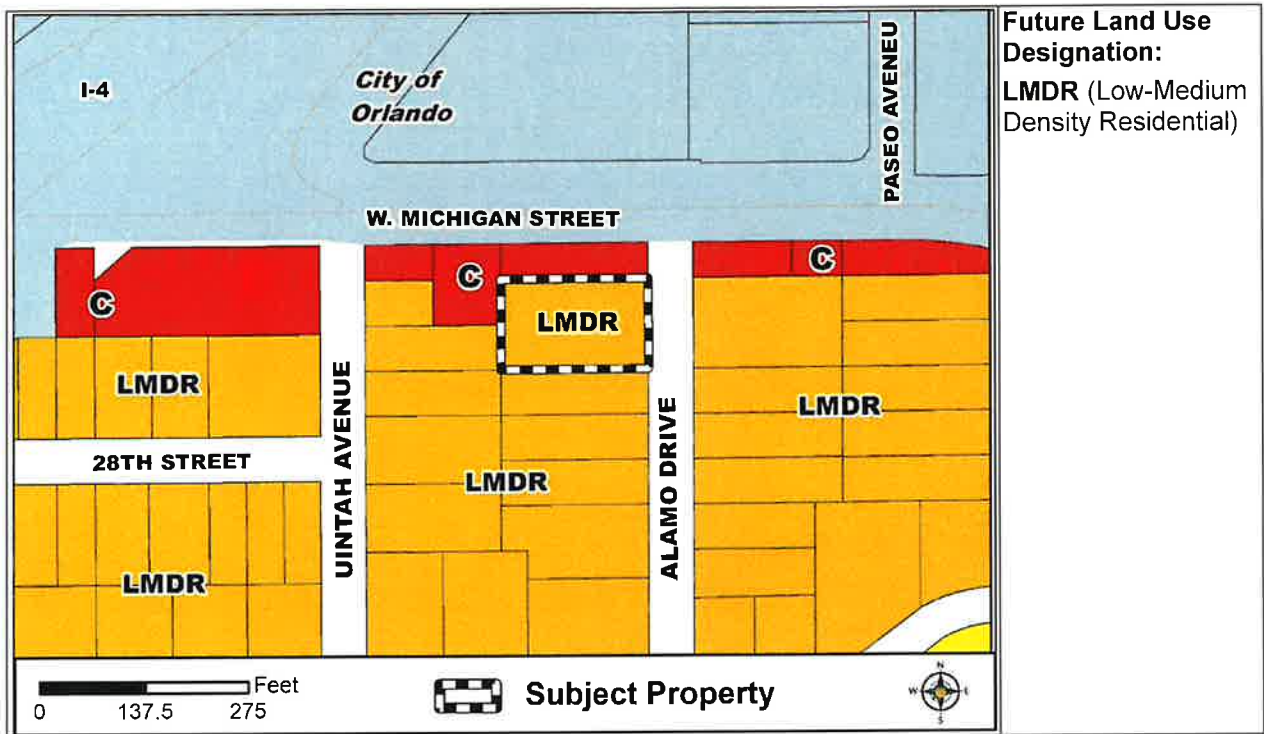 Future Land Use
Designation:
LMDR (Low-Medium
Density Residential)
I-4
City of
Orlando
PASEO AVENEU
W. MICHIGAN STREET
C
C
C
LMDR
LMDR
LMDR
28TH STREET
UINTAH AVENUE
LMDR
ALAMO DRIVE
LMDR
Feet
0 137.5 275
Subject Property
N
W E
S